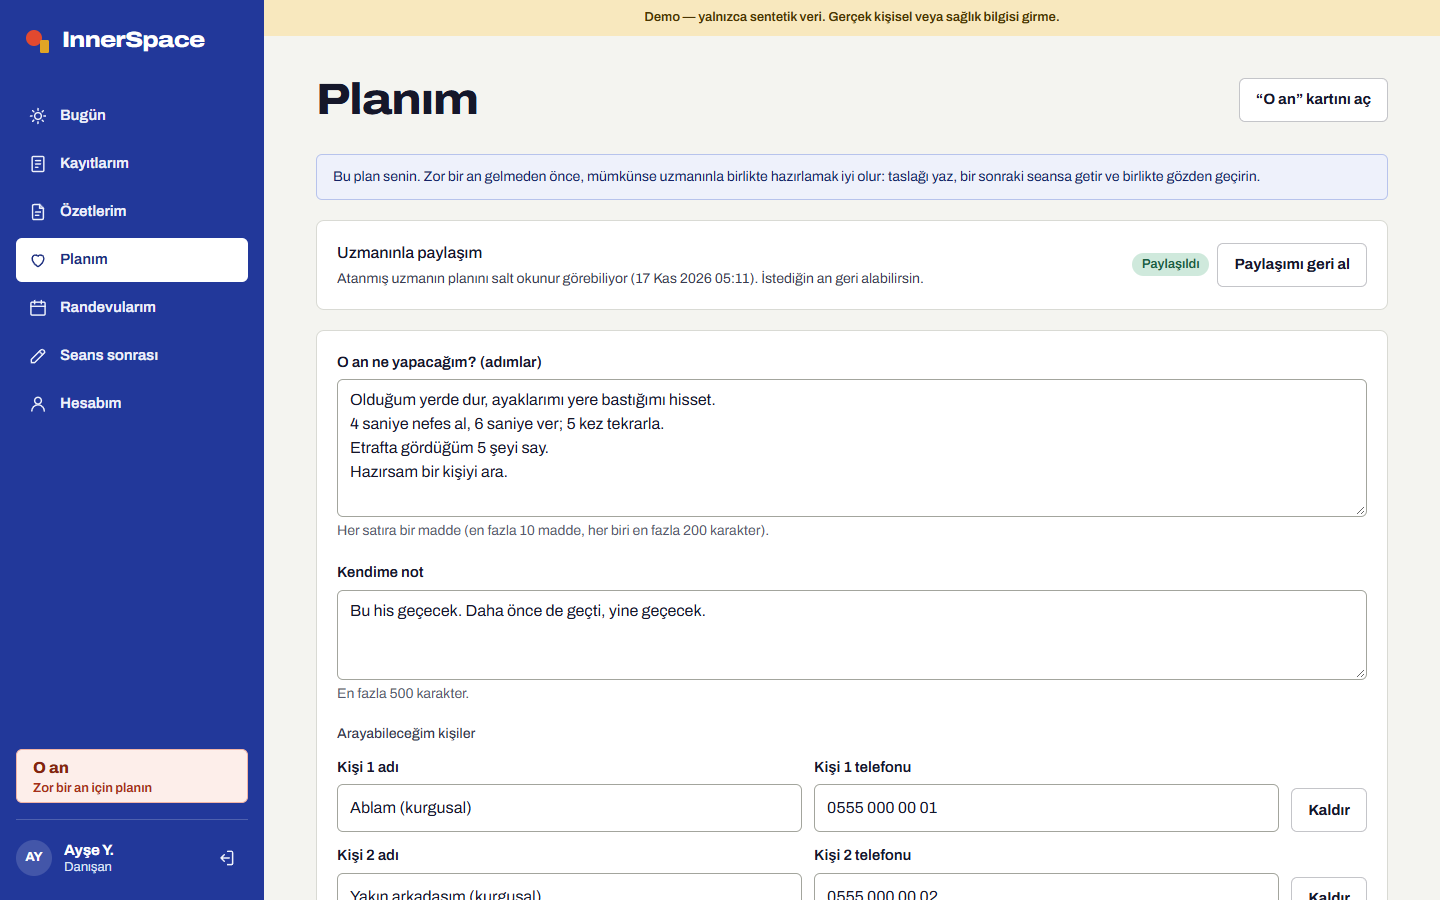 Demo — yalnızca sentetik veri. Gerçek kişisel veya sağlık bilgisi girme.
InnerSpace
Bugün
Kayıtlarım
Özetlerim
Planım
Randevularım
Seans sonrası
Hesabım
O an
Zor bir an için planın
AY
Ayşe Y.
Danışan
Planım
“O an” kartını aç
Bu plan senin. Zor bir an gelmeden önce, mümkünse uzmanınla birlikte hazırlamak iyi olur: taslağı yaz, bir sonraki seansa getir ve birlikte gözden geçirin.
Uzmanınla paylaşım
Atanmış uzmanın planını salt okunur görebiliyor (17 Kas 2026 05:11). İstediğin an geri alabilirsin.
Paylaşıldı
Paylaşımı geri al
O an ne yapacağım? (adımlar)
Olduğum yerde dur, ayaklarımı yere bastığımı hisset.
4 saniye nefes al, 6 saniye ver; 5 kez tekrarla.
Etrafta gördüğüm 5 şeyi say.
Hazırsam bir kişiyi ara.
Her satıra bir madde (en fazla 10 madde, her biri en fazla 200 karakter).
Kendime not
Bu his geçecek. Daha önce de geçti, yine geçecek.
En fazla 500 karakter.
Arayabileceğim kişiler
Kişi 1 adı
Kişi 1 telefonu
Ablam (kurgusal)
0555 000 00 01
Kaldır
Kişi 2 adı
Kişi 2 telefonu
Yakın arkadaşım (kurgusal)
0555 000 00 02
Kaldır